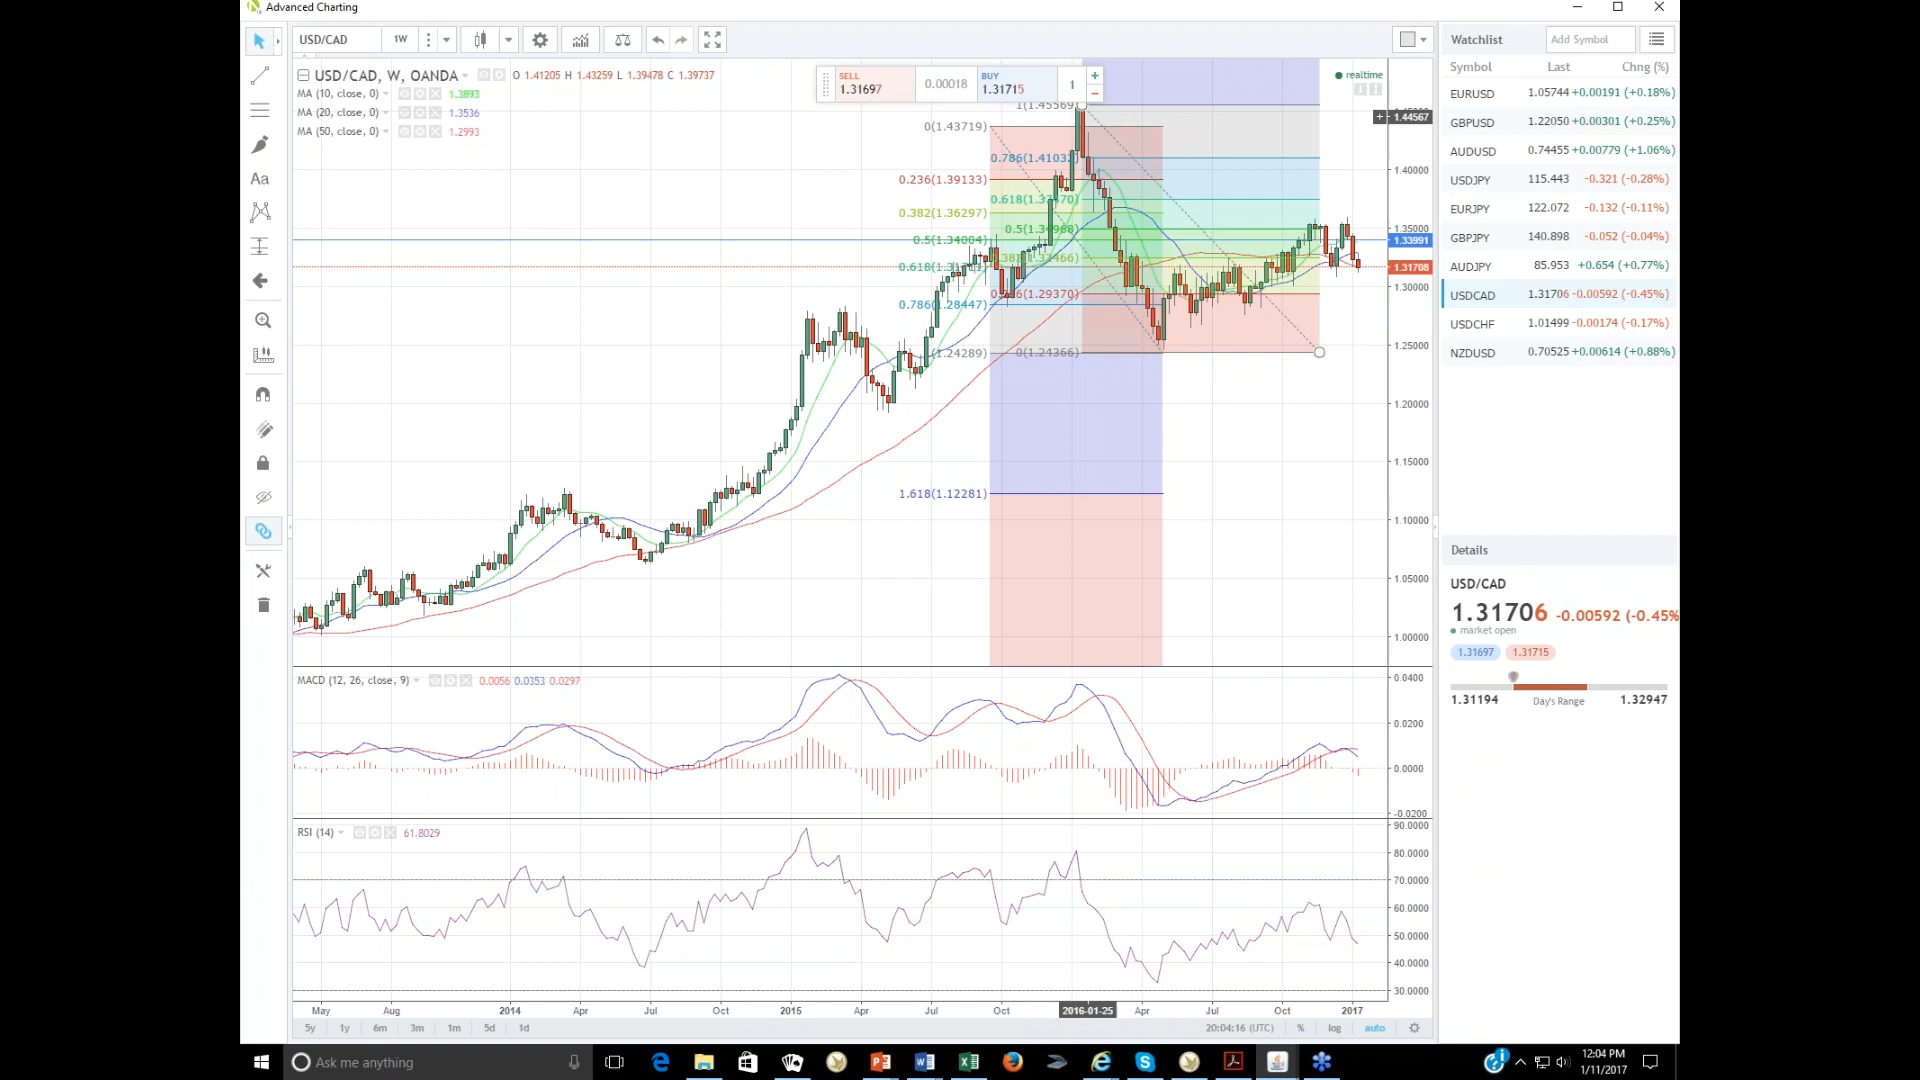 Advanced Charting
USD/CAD 1W
Watchlist Add Symbol
USD/CAD, W, OANDA O 1.41205 H 1.43259 L 1.39478 C 1.39737
MA (10, close, 0) 1.3893
MA (20, close, 0) 1.3536
MA (50, close, 0) 1.2993
SELL
1.31697
0.00018
BUY
1.31715
1
realtime
1(1.45569)
0(1.43719)
0.786(1.41032)
0.236(1.39133)
0.382(1.36297)
0.5(1.34968)
0.5(1.34004)
0.786(1.28447)
(1.24289)
0(1.24366)
1.618(1.12281)
1.44567
1.40000
1.35000
1.33991
1.31708
1.30000
1.25000
1.20000
1.15000
1.10000
1.05000
1.00000
MACD (12, 26, close, 9) 0.0056 0.0353 0.0297
0.0400
0.0200
0.0000
-0.0200
RSI (14) 61.8029
90.0000
80.0000
70.0000
60.0000
50.0000
40.0000
30.0000
May Aug 2014 Apr Jul Oct 2015 Apr Jul Oct 2016-01-25 Apr Jul Oct 2017
5y 1y 6m 3m 1m 5d 1d 20:04:16 (UTC) % log auto
Symbol Last Chng (%)
EURUSD 1.05744 +0.00191 (+0.18%)
GBPUSD 1.22050 +0.00301 (+0.25%)
AUDUSD 0.74455 +0.00779 (+1.06%)
USDJPY 115.443 -0.321 (-0.28%)
EURJPY 122.072 -0.132 (-0.11%)
GBPJPY 140.898 -0.052 (-0.04%)
AUDJPY 85.953 +0.654 (+0.77%)
USDCAD 1.31706 -0.00592 (-0.45%)
USDCHF 1.01499 -0.00174 (-0.17%)
NZDUSD 0.70525 +0.00614 (+0.88%)
Details
USD/CAD
1.31706 -0.00592 (-0.45%
market open
1.31697 1.31715
1.31194 Day's Range 1.32947
Ask me anything
12:04 PM
1/11/2017